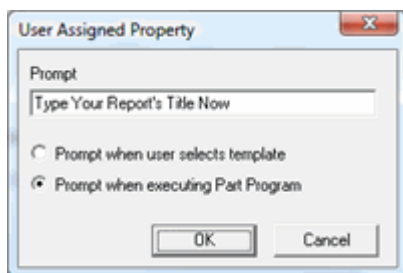 User Assigned Property
Prompt
Type Your Report's Title Now
Prompt when user selects template
Prompt when executing Part Program
OK
Cancel